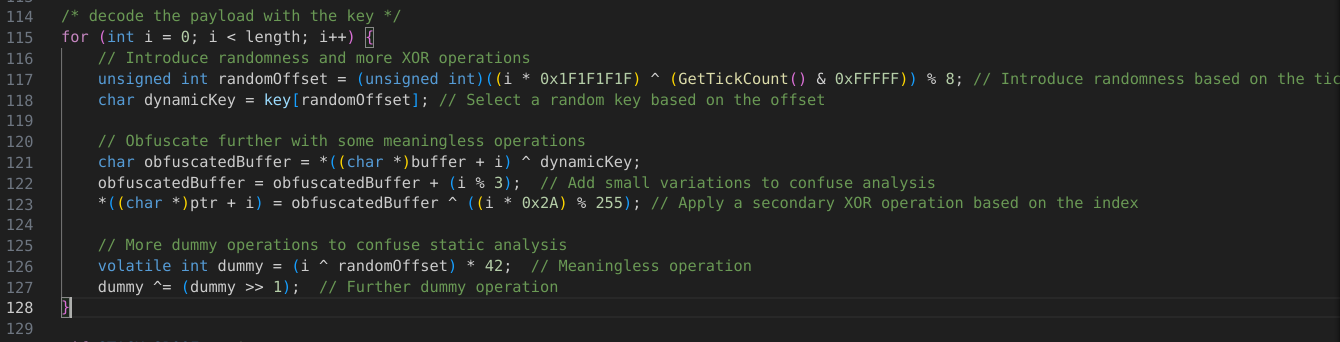 114 /* decode the payload with the key */
115 for (int i = 0; i < length; i++) {
116 // Introduce randomness and more XOR operations
117 unsigned int randomOffset = (unsigned int)((i * 0x1F1F1F1F) ^ (GetTickCount() & 0xFFFFF)) % 8; // Introduce randomness based on the tic
118 char dynamicKey = key[randomOffset]; // Select a random key based on the offset
119
120 // Obfuscate further with some meaningless operations
121 char obfuscatedBuffer = *((char *)buffer + i) ^ dynamicKey;
122 obfuscatedBuffer = obfuscatedBuffer + (i % 3);  // Add small variations to confuse analysis
123 *((char *)ptr + i) = obfuscatedBuffer ^ ((i * 0x2A) % 255); // Apply a secondary XOR operation based on the index
124
125 // More dummy operations to confuse static analysis
126 volatile int dummy = (i ^ randomOffset) * 42;  // Meaningless operation
127 dummy ^= (dummy >> 1);  // Further dummy operation
128 }
129